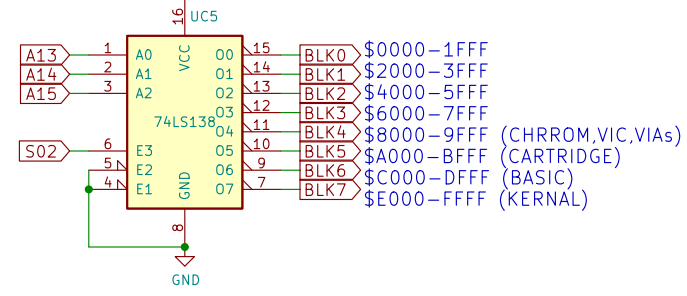 16
UC5
A13 1 A0 VCC O0 15 BLK0 $0000-1FFF
A14 2 A1 O1 14 BLK1 $2000-3FFF
A15 3 A2 O2 13 BLK2 $4000-5FFF
O3 12 BLK3 $6000-7FFF
74LS138
O4 11 BLK4 $8000-9FFF (CHRROM,VIC,VIAs)
S02 6 E3 O5 10 BLK5 $A000-BFFF (CARTRIDGE)
5 E2 O6 9 BLK6 $C000-DFFF (BASIC)
4 E1 GND O7 7 BLK7 $E000-FFFF (KERNAL)
8
GND